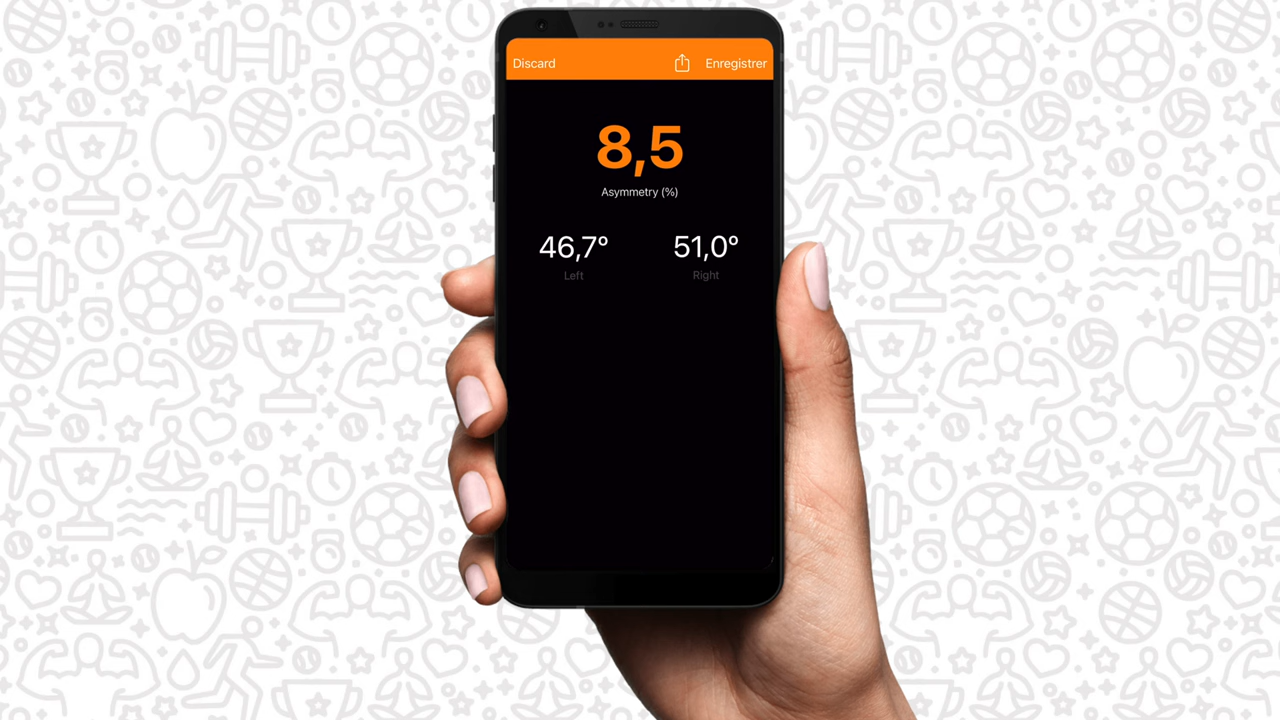 Discard Enregistrer
8,5
Asymmetry (%)
46,7° 51,0°
Left Right